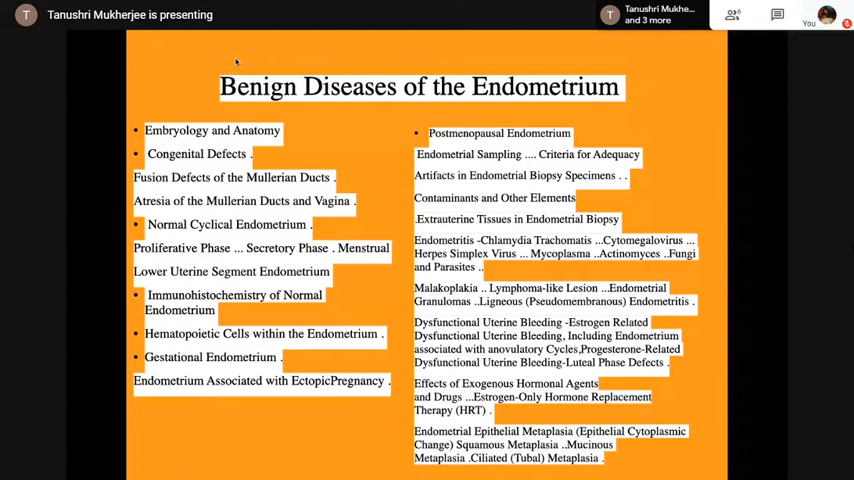 T Tanushri Mukherjee is presenting
T Tanushri Mukhe...
and 3 more
6
You
Benign Diseases of the Endometrium
• Embryology and Anatomy
• Congenital Defects .
Fusion Defects of the Mullerian Ducts .
Atresia of the Mullerian Ducts and Vagina .
• Normal Cyclical Endometrium .
Proliferative Phase ... Secretory Phase . Menstrual
Lower Uterine Segment Endometrium
• Immunohistochemistry of Normal
Endometrium
• Hematopoietic Cells within the Endometrium .
• Gestational Endometrium .
Endometrium Associated with EctopicPregnancy .
• Postmenopausal Endometrium
Endometrial Sampling .... Criteria for Adequacy
Artifacts in Endometrial Biopsy Specimens . .
Contaminants and Other Elements
.Extrauterine Tissues in Endometrial Biopsy
Endometritis -Chlamydia Trachomatis ...Cytomegalovirus ...
Herpes Simplex Virus ... Mycoplasma ..Actinomyces ..Fungi
and Parasites ..
Malakoplakia .. Lymphoma-like Lesion ...Endometrial
Granulomas ..Ligneous (Pseudomembranous) Endometritis .
Dysfunctional Uterine Bleeding -Estrogen Related
Dysfunctional Uterine Bleeding, Including Endometrium
associated with anovulatory Cycles,Progesterone-Related
Dysfunctional Uterine Bleeding-Luteal Phase Defects .
Effects of Exogenous Hormonal Agents
and Drugs ...Estrogen-Only Hormone Replacement
Therapy (HRT) .
Endometrial Epithelial Metaplasia (Epithelial Cytoplasmic
Change) Squamous Metaplasia ..Mucinous
Metaplasia .Ciliated (Tubal) Metaplasia .